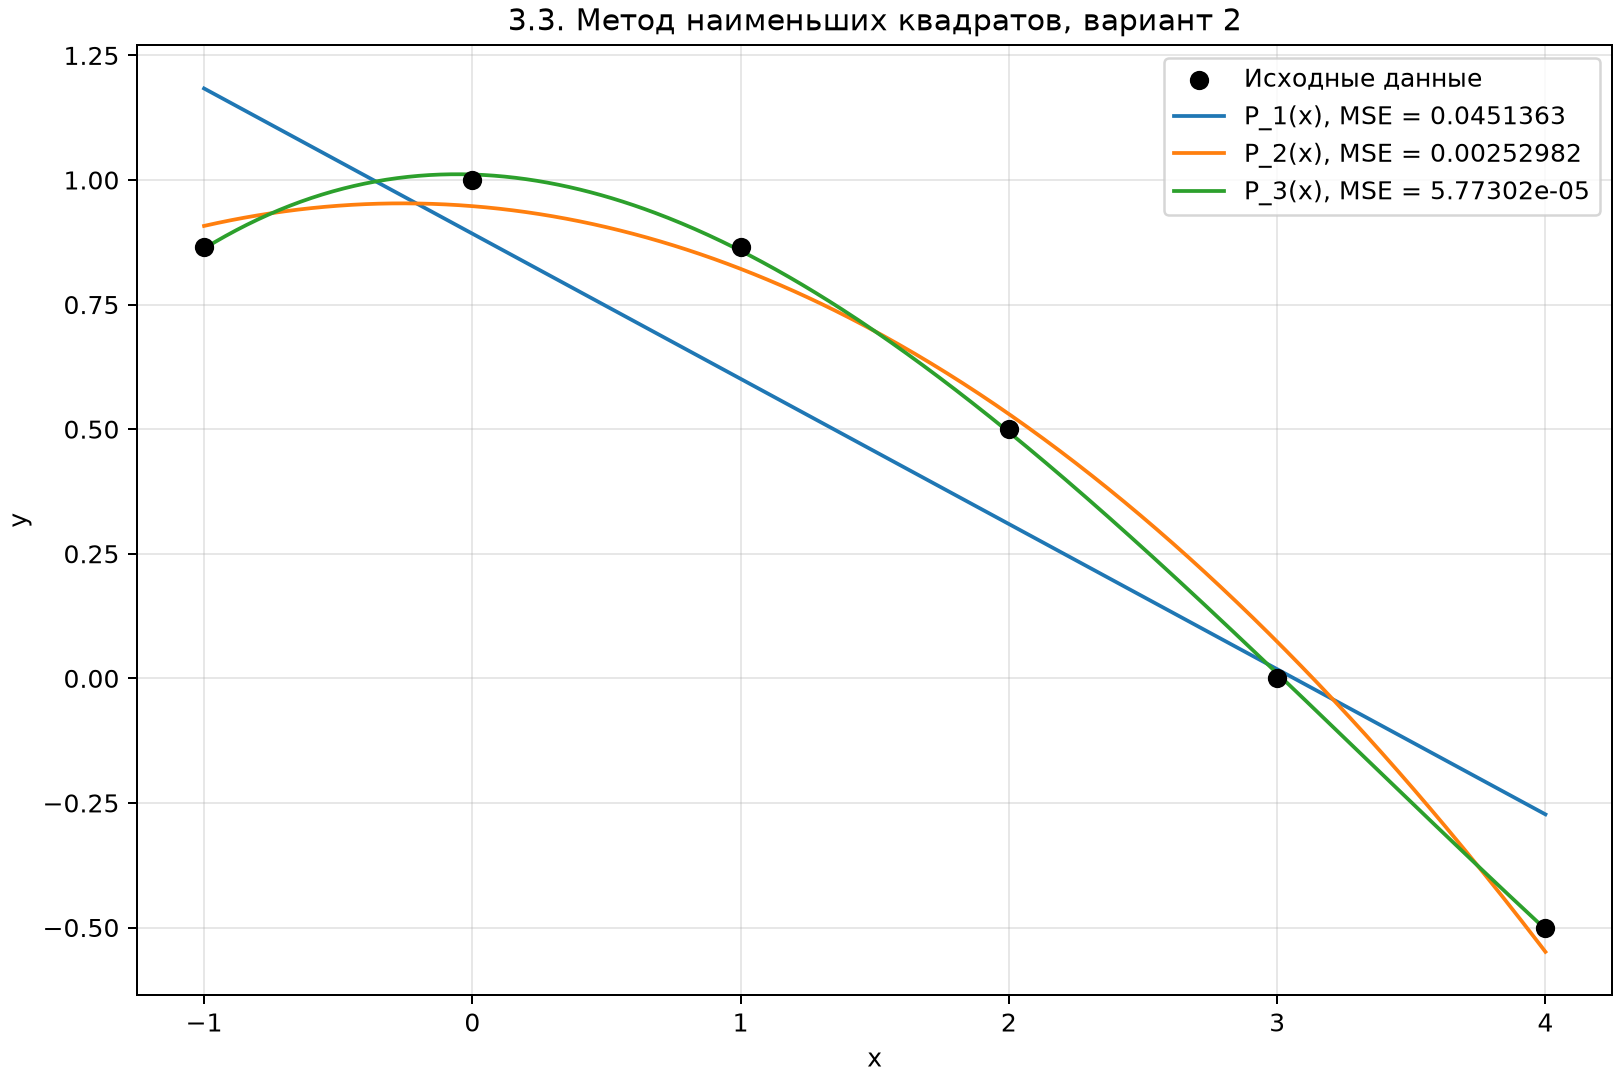 3.3. Метод наименьших квадратов, вариант 2
Исходные данные
P_1(x), MSE = 0.0451363
P_2(x), MSE = 0.00252982
P_3(x), MSE = 5.77302e-05
1.25
1.00
0.75
0.50
0.25
0.00
−0.25
−0.50
y
−1 0 1 2 3 4
x